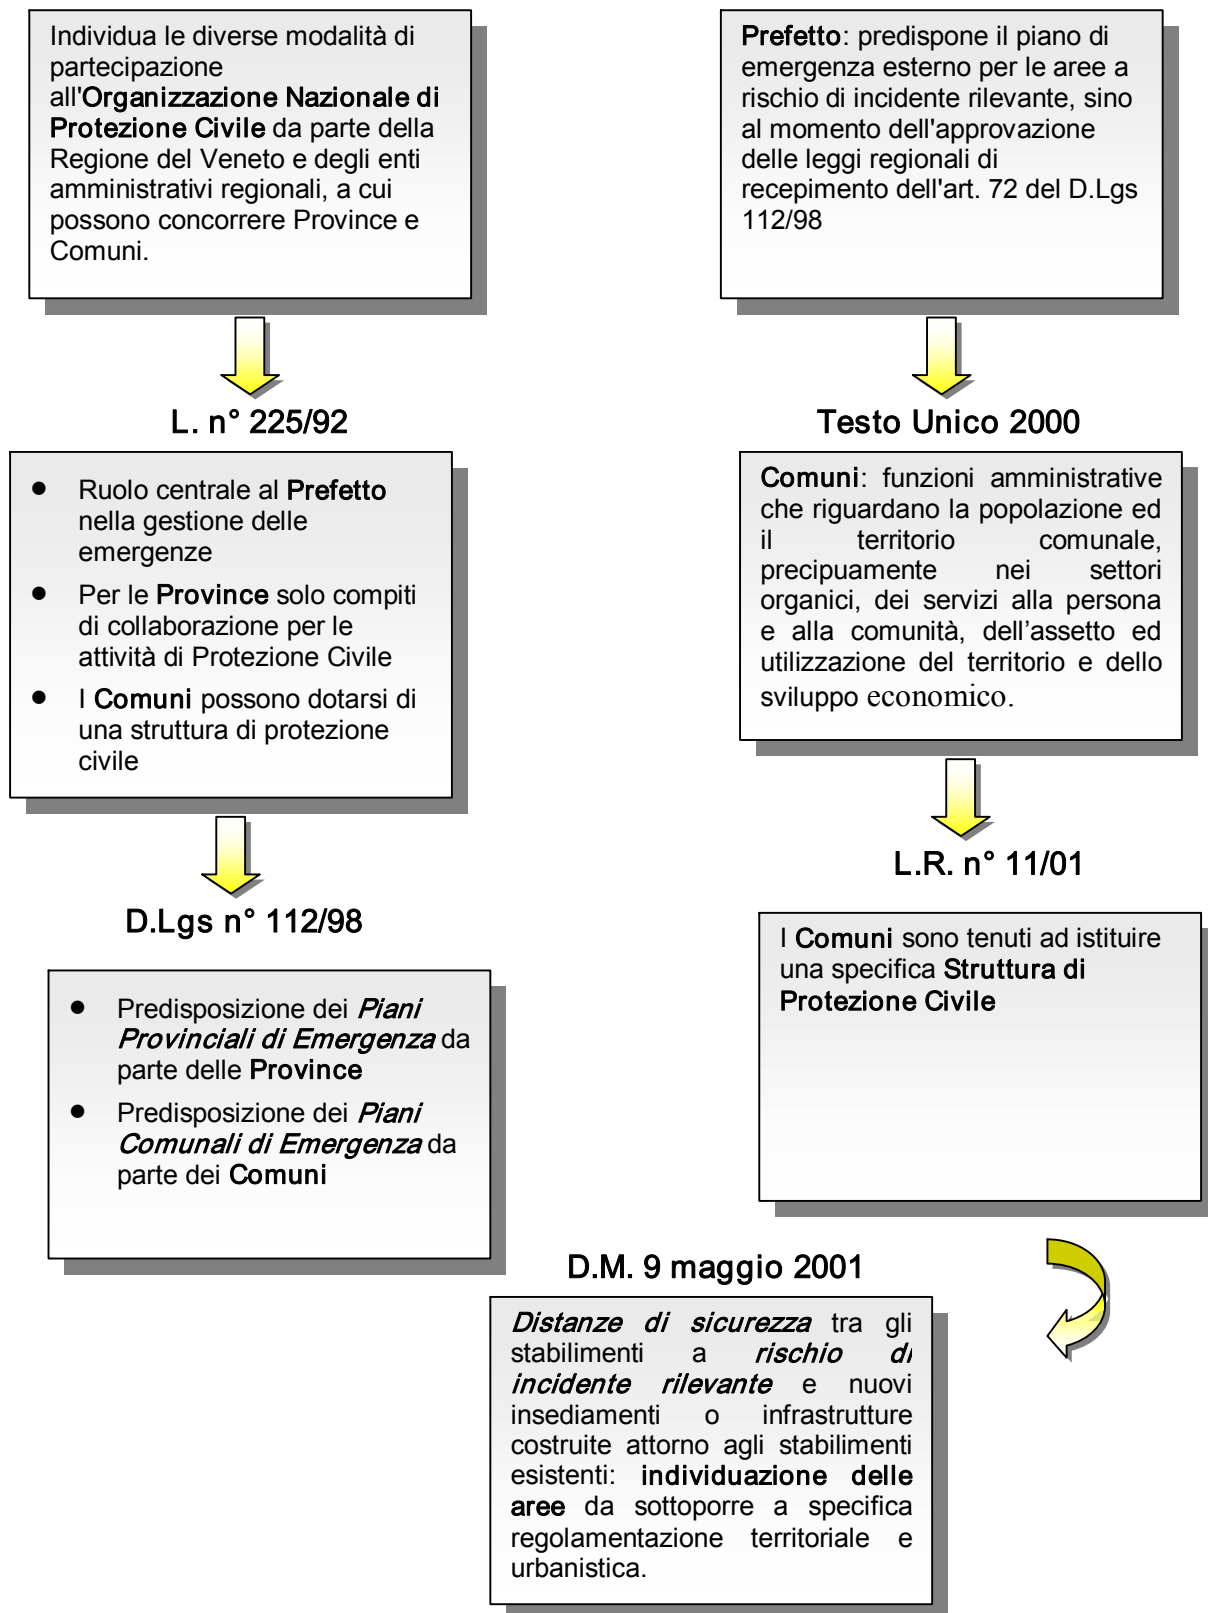 Individua le diverse modalità di
partecipazione
all'Organizzazione Nazionale di
Protezione Civile da parte della
Regione del Veneto e degli enti
amministrativi regionali, a cui
possono concorrere Province e
Comuni.
L. n° 225/92
● Ruolo centrale al Prefetto
nella gestione delle
emergenze
● Per le Province solo compiti
di collaborazione per le
attività di Protezione Civile
● I Comuni possono dotarsi di
una struttura di protezione
civile
D.Lgs n° 112/98
● Predisposizione dei Piani
Provinciali di Emergenza da
parte delle Province
● Predisposizione dei Piani
Comunali di Emergenza da
parte dei Comuni
Prefetto: predispone il piano di
emergenza esterno per le aree a
rischio di incidente rilevante, sino
al momento dell'approvazione
delle leggi regionali di
recepimento dell'art. 72 del D.Lgs
112/98
Testo Unico 2000
Comuni: funzioni amministrative
che riguardano la popolazione ed
il territorio comunale,
precipuamente nei settori
organici, dei servizi alla persona
e alla comunità, dell’assetto ed
utilizzazione del territorio e dello
sviluppo economico.
L.R. n° 11/01
I Comuni sono tenuti ad istituire
una specifica Struttura di
Protezione Civile
D.M. 9 maggio 2001
Distanze di sicurezza tra gli
stabilimenti a rischio di
incidente rilevante e nuovi
insediamenti o infrastrutture
costruite attorno agli stabilimenti
esistenti: individuazione delle
aree da sottoporre a specifica
regolamentazione territoriale e
urbanistica.